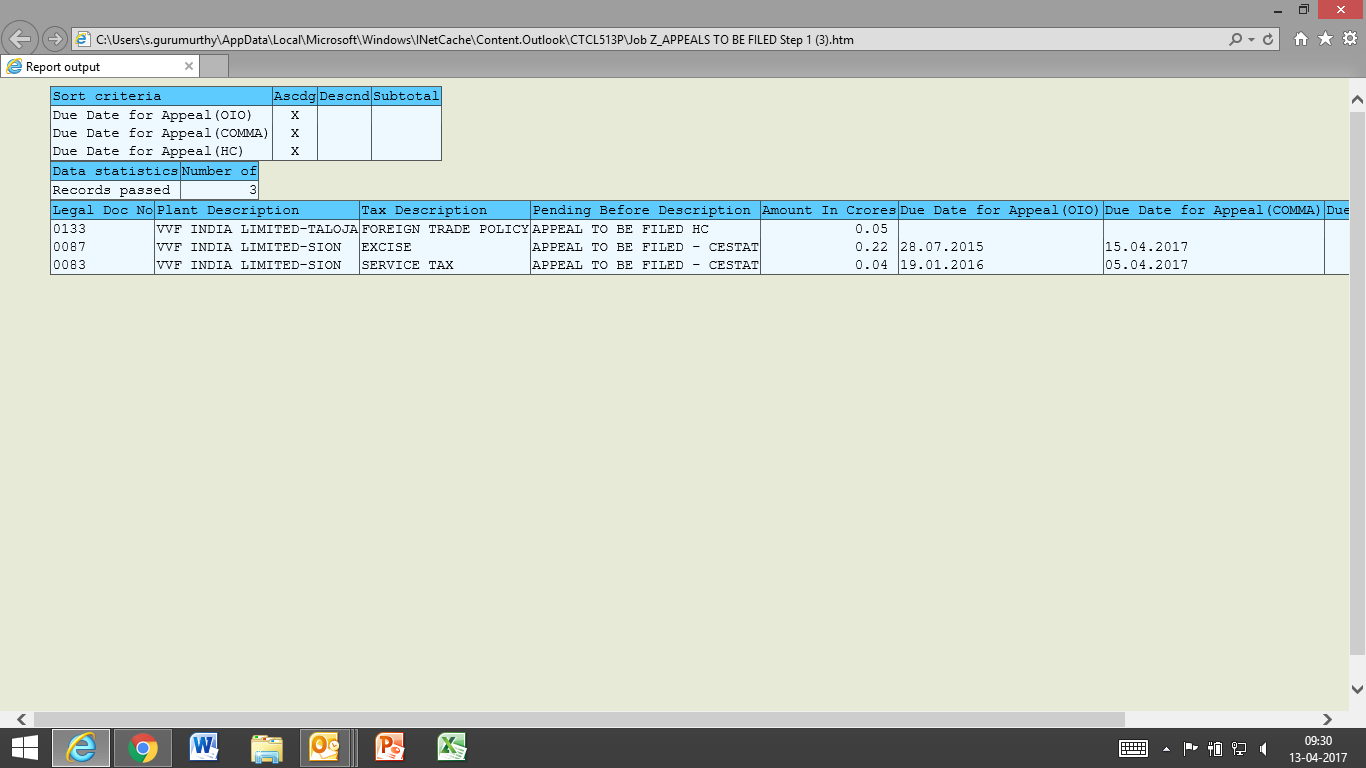 C:\Users\s.gurumurthy\AppData\Local\Microsoft\Windows\INetCache\Content.Outlook\CTCL513P\Job Z_APPEALS TO BE FILED Step 1 (3).htm
Report output
Sort criteria Ascdg Descnd Subtotal
Due Date for Appeal(OIO) X
Due Date for Appeal(COMMA) X
Due Date for Appeal(HC) X
Data statistics Number of
Records passed 3
Legal Doc No Plant Description Tax Description Pending Before Description Amount In Crores Due Date for Appeal(OIO) Due Date for Appeal(COMMA) Due
0133 VVF INDIA LIMITED-TALOJA FOREIGN TRADE POLICY APPEAL TO BE FILED HC 0.05
0087 VVF INDIA LIMITED-SION EXCISE APPEAL TO BE FILED - CESTAT 0.22 28.07.2015 15.04.2017
0083 VVF INDIA LIMITED-SION SERVICE TAX APPEAL TO BE FILED - CESTAT 0.04 19.01.2016 05.04.2017
09:30
13-04-2017